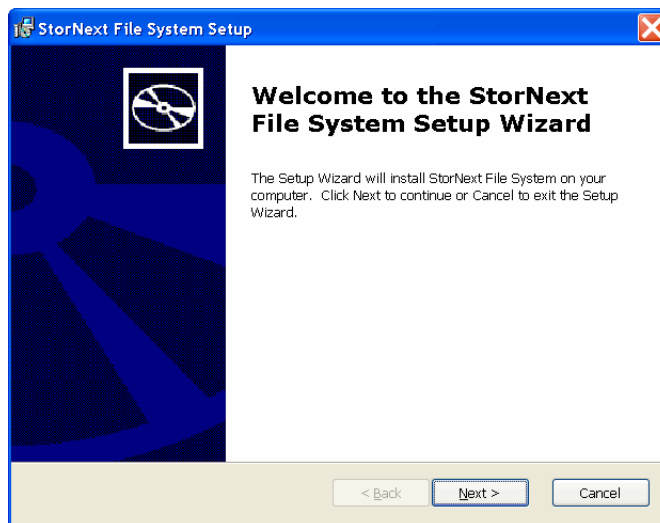 StorNext File System Setup
Welcome to the StorNext
File System Setup Wizard
The Setup Wizard will install StorNext File System on your
computer. Click Next to continue or Cancel to exit the Setup
Wizard.
< Back
Next >
Cancel